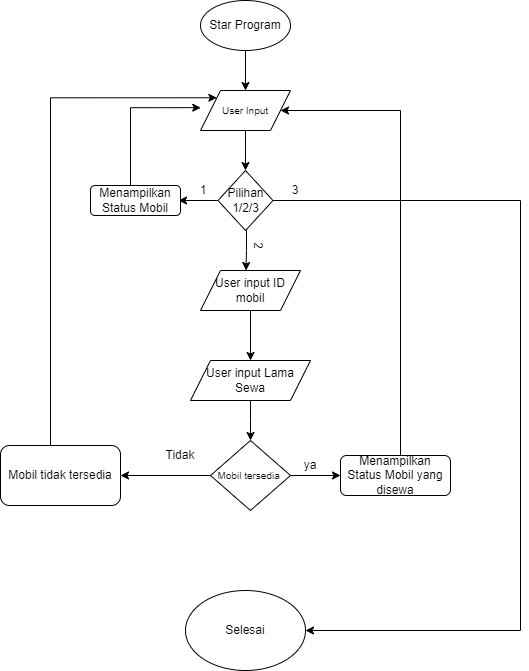 Star Program
User Input
1
Pilihan
1/2/3
3
Menampilkan
Status Mobil
2
User input ID
mobil
User input Lama
Sewa
Tidak
ya
Mobil tidak tersedia
Mobil tersedia
Menampilkan
Status Mobil yang
disewa
Selesai